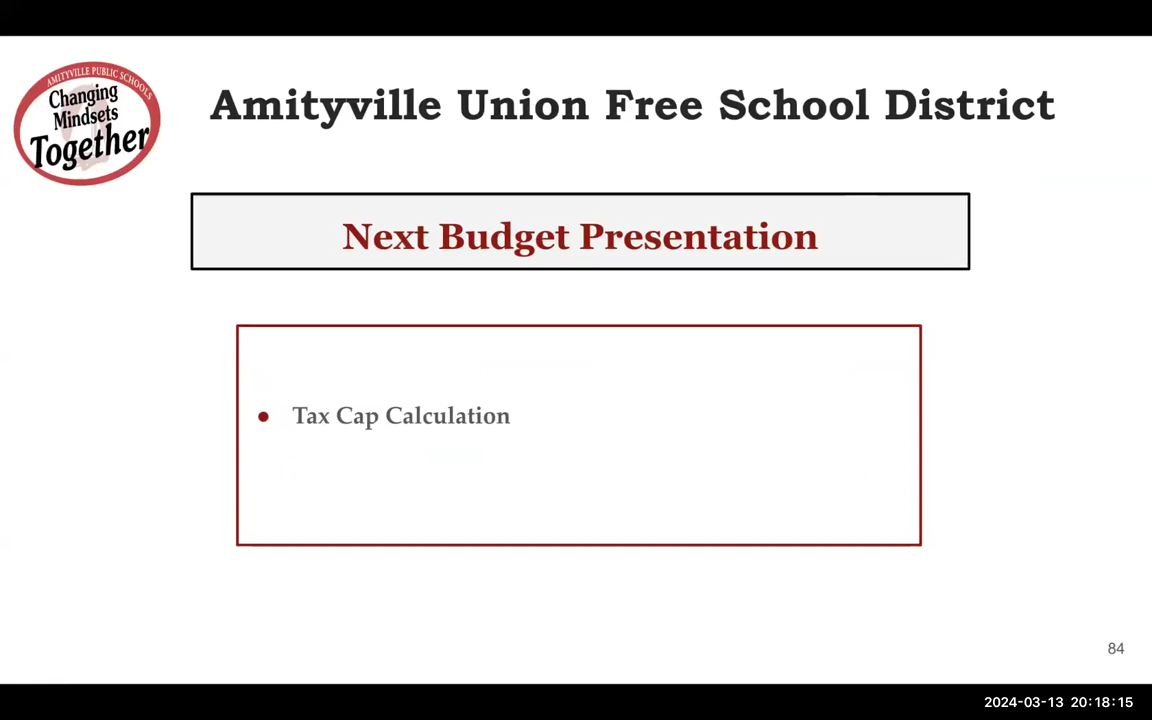 AMITYVILLE PUBLIC SCHOOLS
Changing
Mindsets
Together
Amityville Union Free School District
Next Budget Presentation
● Tax Cap Calculation
84
2024-03-13 20:18:15